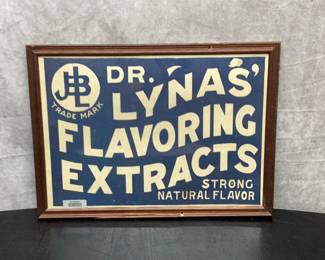 JBL
TRADE MARK
DR.
LYNAS'
FLAVORING
EXTRACTS
STRONG
NATURAL FLAVOR